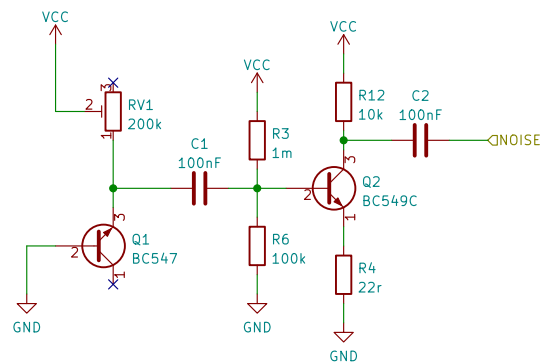 VCC
VCC
VCC
3
2
RV1
200k
1
C1
100nF
R3
1m
R12
10k
C2
100nF
NOISE
3
2
Q2
BC549C
1
3
2
Q1
BC547
1
R6
100k
R4
22r
GND
GND
GND